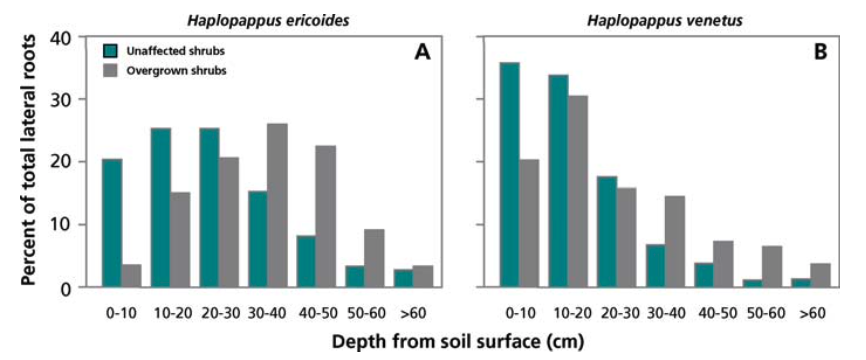 Haplopappus ericoides
Haplopappus venetus
Percent of total lateral roots
40
30
20
10
0
Unaffected shrubs
Overgrown shrubs
A
B
0-10 10-20 20-30 30-40 40-50 50-60 >60
0-10 10-20 20-30 30-40 40-50 50-60 >60
Depth from soil surface (cm)